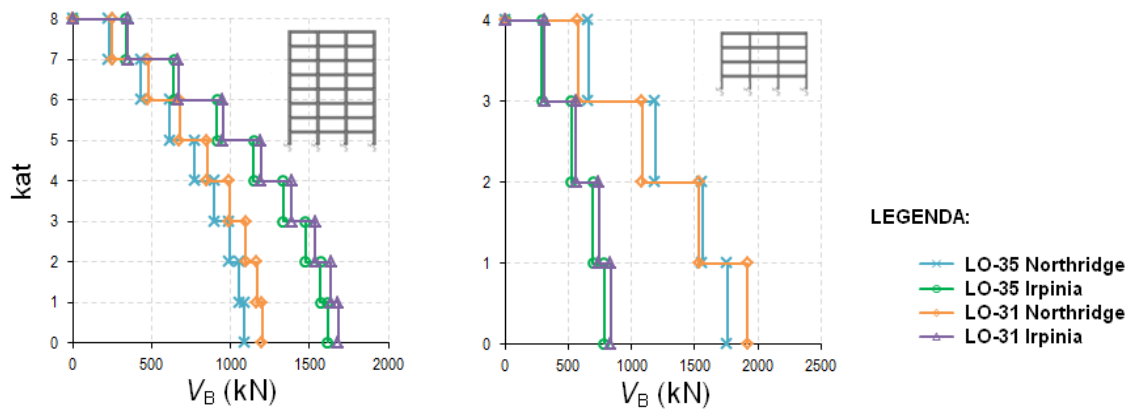 8
7
6
5
4
3
2
1
0
kat
0 500 1000 1500 2000
V_B (kN)
4
3
2
1
0
0 500 1000 1500 2000 2500
V_B (kN)
LEGENDA:
LO-35 Northridge
LO-35 Irpinia
LO-31 Northridge
LO-31 Irpinia